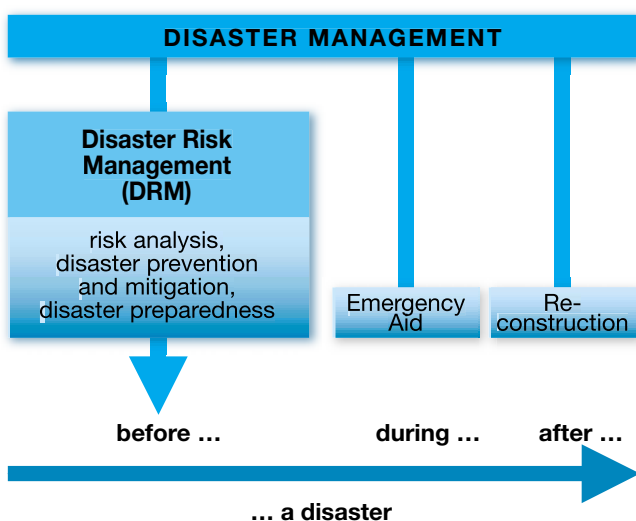 DISASTER MANAGEMENT
Disaster Risk
Management
(DRM)
risk analysis,
disaster prevention
and mitigation,
disaster preparedness
Emergency
Aid
Re-
construction
before ...
during ...
after ...
... a disaster